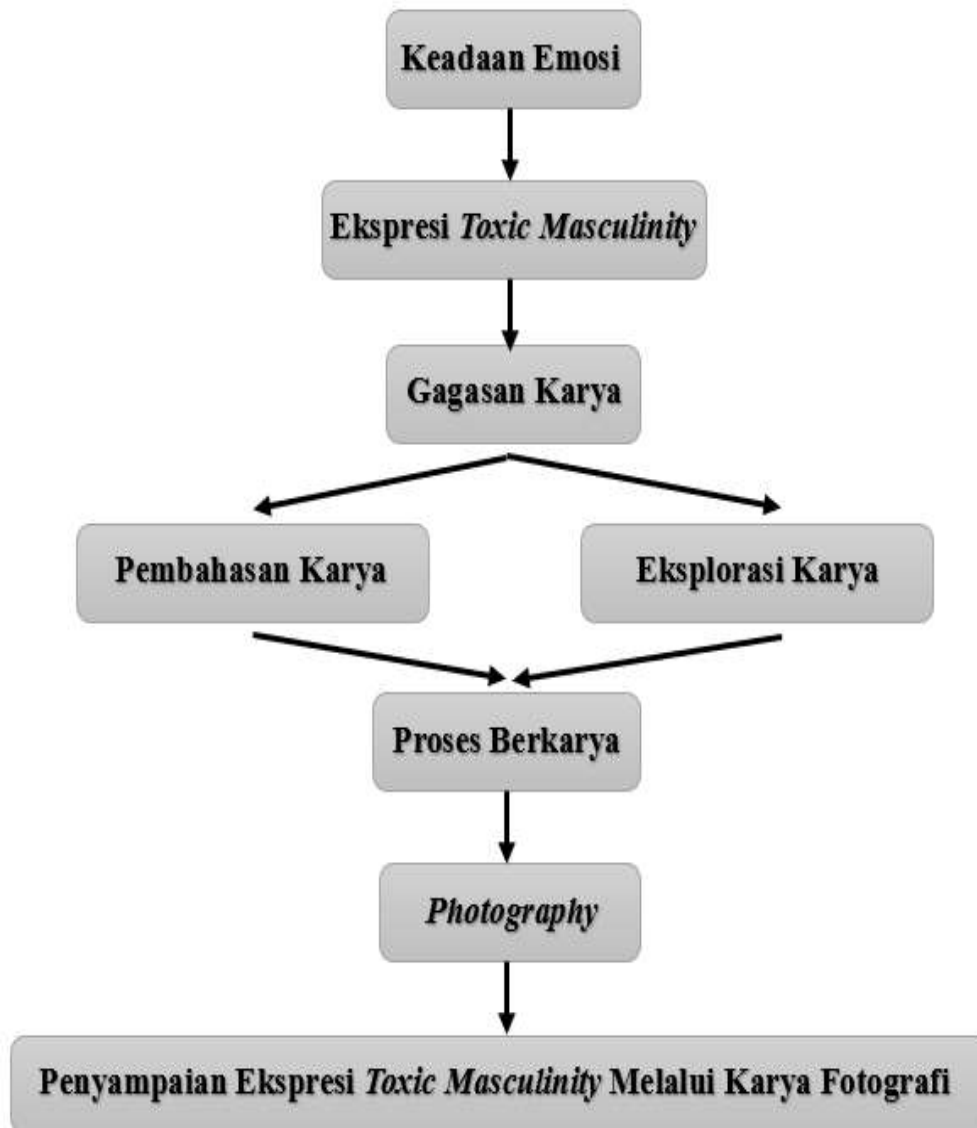 Keadaan Emosi
Ekspresi Toxic Masculinity
Gagasan Karya
Pembahasan Karya
Eksplorasi Karya
Proses Berkarya
Photography
Penyampaian Ekspresi Toxic Masculinity Melalui Karya Fotografi